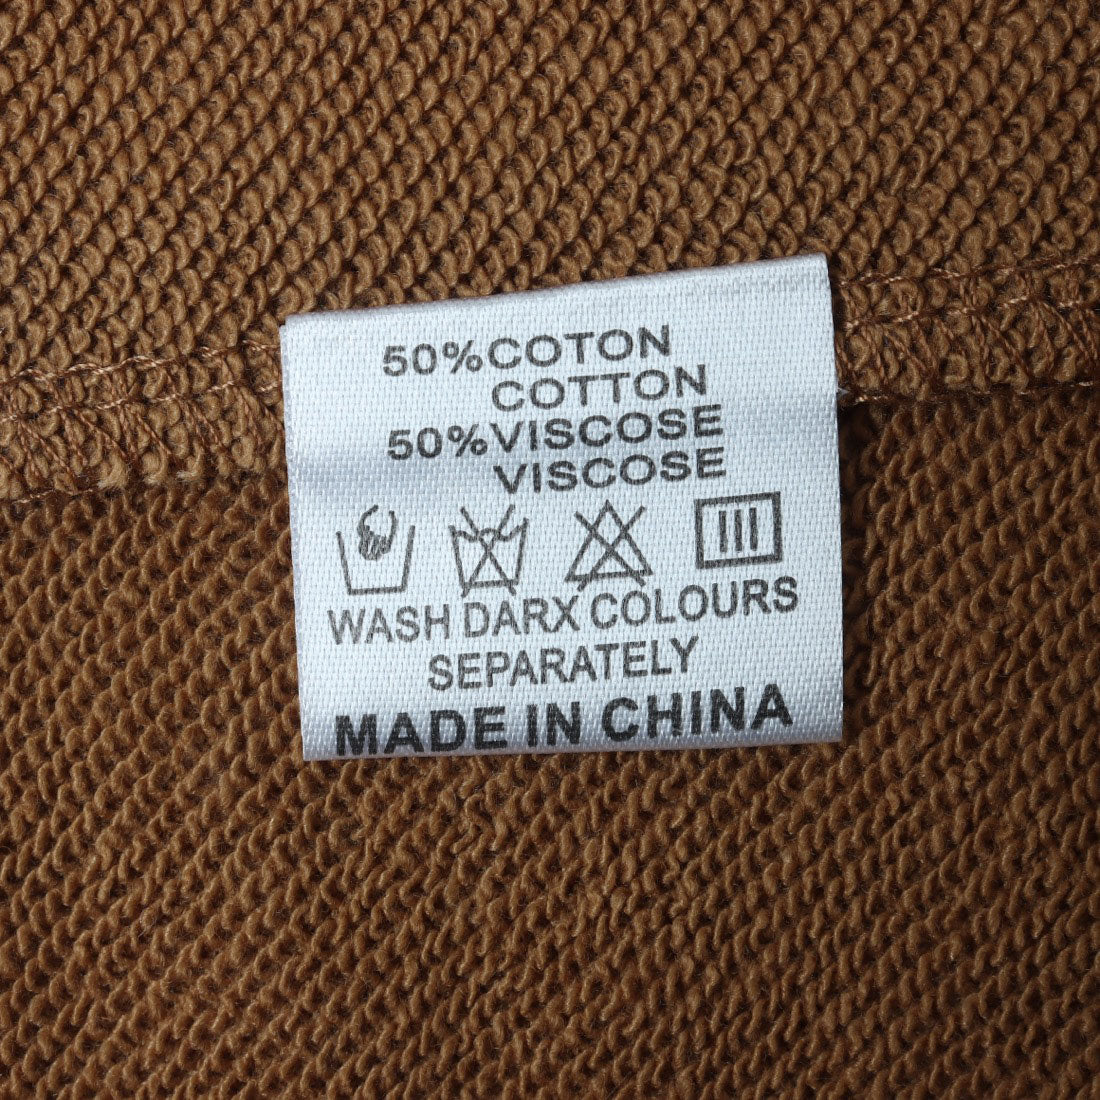 50%COTON
COTTON
50%VISCOSE
VISCOSE
WASH DARX COLOURS
SEPARATELY
MADE IN CHINA